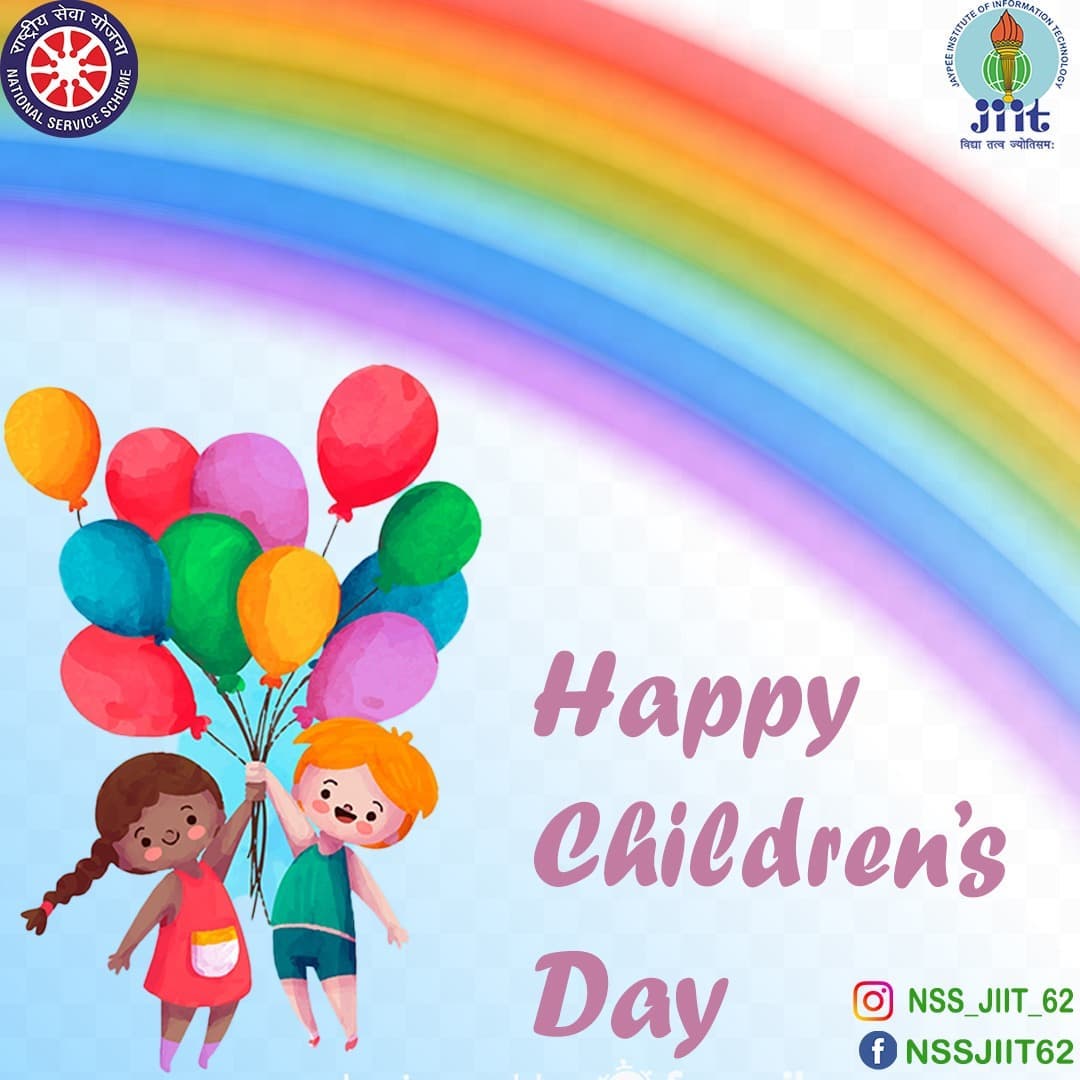 राष्ट्रीय सेवा योजना
NATIONAL SERVICE SCHEME
JAYPEE INSTITUTE OF INFORMATION TECHNOLOGY
jiit
विद्या तत्व ज्योतिसम:
Happy
Children's
Day
NSS_JIIT_62
NSSJIIT62